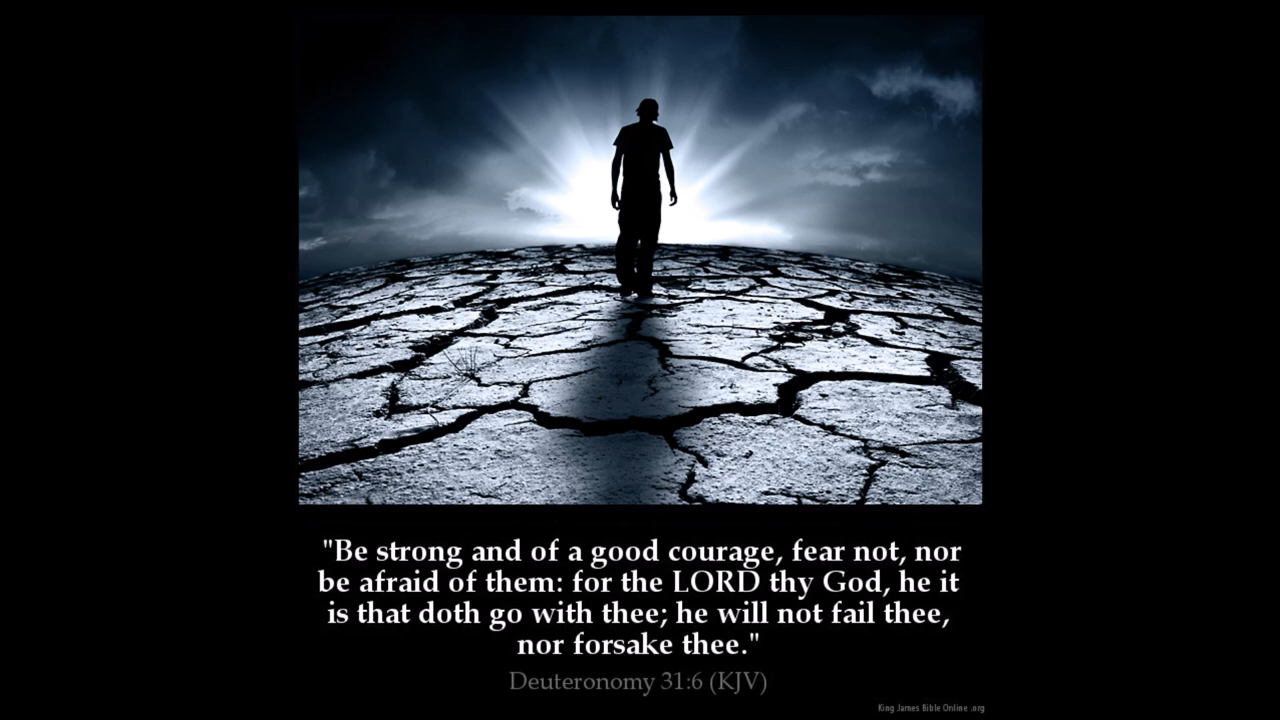 "Be strong and of a good courage, fear not, nor
be afraid of them: for the LORD thy God, he it
is that doth go with thee; he will not fail thee,
nor forsake thee."
Deuteronomy 31:6 (KJV)
King James Bible Online .org